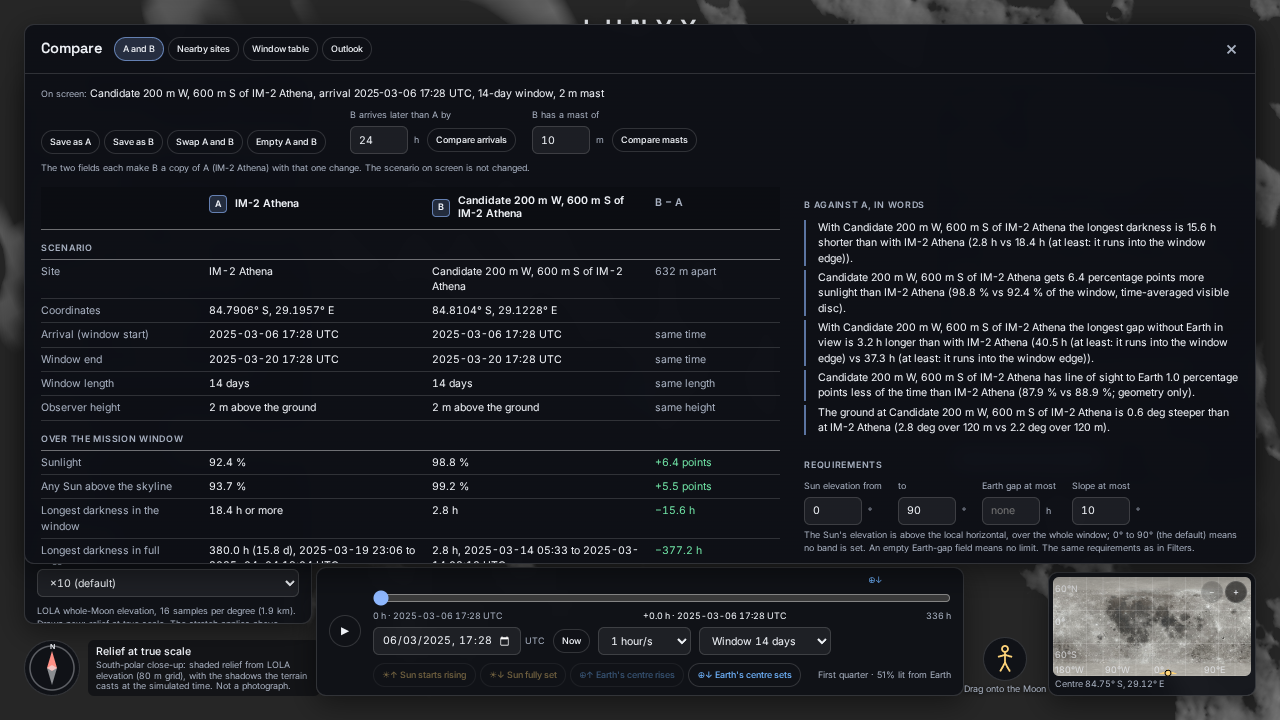 Compare
A and B
Nearby sites
Window table
Outlook
×
On screen: Candidate 200 m W, 600 m S of IM-2 Athena, arrival 2025-03-06 17:28 UTC, 14-day window, 2 m mast
B arrives later than A by
B has a mast of
Save as A
Save as B
Swap A and B
Empty A and B
24
h
Compare arrivals
10
m
Compare masts
The two fields each make B a copy of A (IM-2 Athena) with that one change. The scenario on screen is not changed.
A IM-2 Athena
B Candidate 200 m W, 600 m S of
IM-2 Athena
B − A
SCENARIO
Site IM-2 Athena Candidate 200 m W, 600 m S of IM-2 632 m apart
Athena
Coordinates 84.7906° S, 29.1957° E 84.8104° S, 29.1228° E
Arrival (window start) 2025-03-06 17:28 UTC 2025-03-06 17:28 UTC same time
Window end 2025-03-20 17:28 UTC 2025-03-20 17:28 UTC same time
Window length 14 days 14 days same length
Observer height 2 m above the ground 2 m above the ground same height
OVER THE MISSION WINDOW
Sunlight 92.4 % 98.8 % +6.4 points
Any Sun above the skyline 93.7 % 99.2 % +5.5 points
Longest darkness in the 18.4 h or more 2.8 h −15.6 h
window
Longest darkness in full 380.0 h (15.8 d), 2025-03-19 23:06 to 2.8 h, 2025-03-14 05:33 to 2025-03- −377.2 h
B AGAINST A, IN WORDS
With Candidate 200 m W, 600 m S of IM-2 Athena the longest darkness is 15.6 h
shorter than with IM-2 Athena (2.8 h vs 18.4 h (at least: it runs into the window
edge)).
Candidate 200 m W, 600 m S of IM-2 Athena gets 6.4 percentage points more
sunlight than IM-2 Athena (98.8 % vs 92.4 % of the window, time-averaged visible
disc).
With Candidate 200 m W, 600 m S of IM-2 Athena the longest gap without Earth in
view is 3.2 h longer than with IM-2 Athena (40.5 h (at least: it runs into the window
edge) vs 37.3 h (at least: it runs into the window edge)).
Candidate 200 m W, 600 m S of IM-2 Athena has line of sight to Earth 1.0 percentage
points less of the time than IM-2 Athena (87.9 % vs 88.9 %; geometry only).
The ground at Candidate 200 m W, 600 m S of IM-2 Athena is 0.6 deg steeper than
at IM-2 Athena (2.8 deg over 120 m vs 2.2 deg over 120 m).
REQUIREMENTS
Sun elevation from to Earth gap at most Slope at most
0 ° 90 ° none h 10 °
The Sun's elevation is above the local horizontal, over the whole window; 0° to 90° (the default) means
no band is set. An empty Earth-gap field means no limit. The same requirements as in Filters.
×10 (default)
LOLA whole-Moon elevation, 16 samples per degree (1.9 km).
N
Relief at true scale
South-polar close-up: shaded relief from LOLA
elevation (80 m grid), with the shadows the terrain
casts at the simulated time. Not a photograph.
⊕↓
0 h · 2025-03-06 17:28 UTC
+0.0 h · 2025-03-06 17:28 UTC
336 h
▶
06/03/2025, 17:28
UTC
Now
1 hour/s
Window 14 days
☀↑ Sun starts rising
☀↓ Sun fully set
⊕↑ Earth's centre rises
⊕↓ Earth's centre sets
First quarter · 51% lit from Earth
Drag onto the Moon
60°N
− +
0°
60°S
180°W 90°W 0° 90°E
Centre 84.75° S, 29.12° E